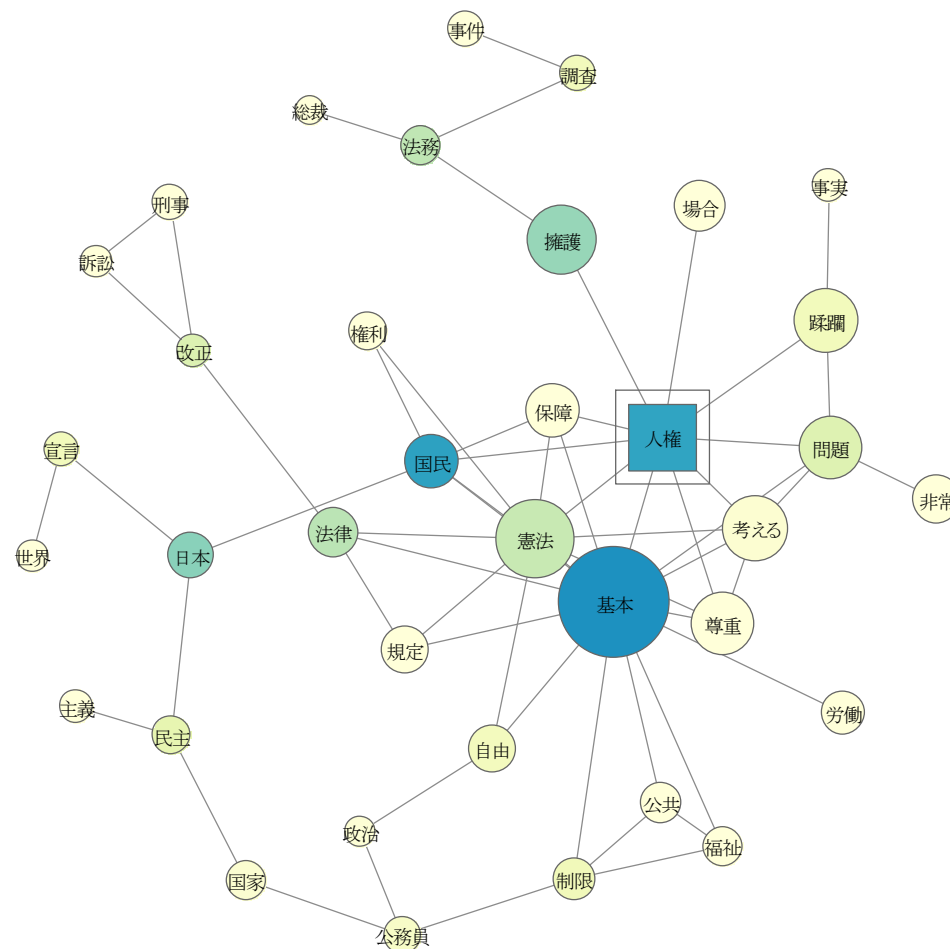 事件
調査
総裁
法務
事実
刑事
場合
擁護
訴訟
蹂躙
権利
改正
保障
人権
宣言
国民
問題
非常
法律
考える
憲法
世界
日本
基本
尊重
規定
主義
労働
民主
自由
公共
政治
福祉
国家
制限
公務員